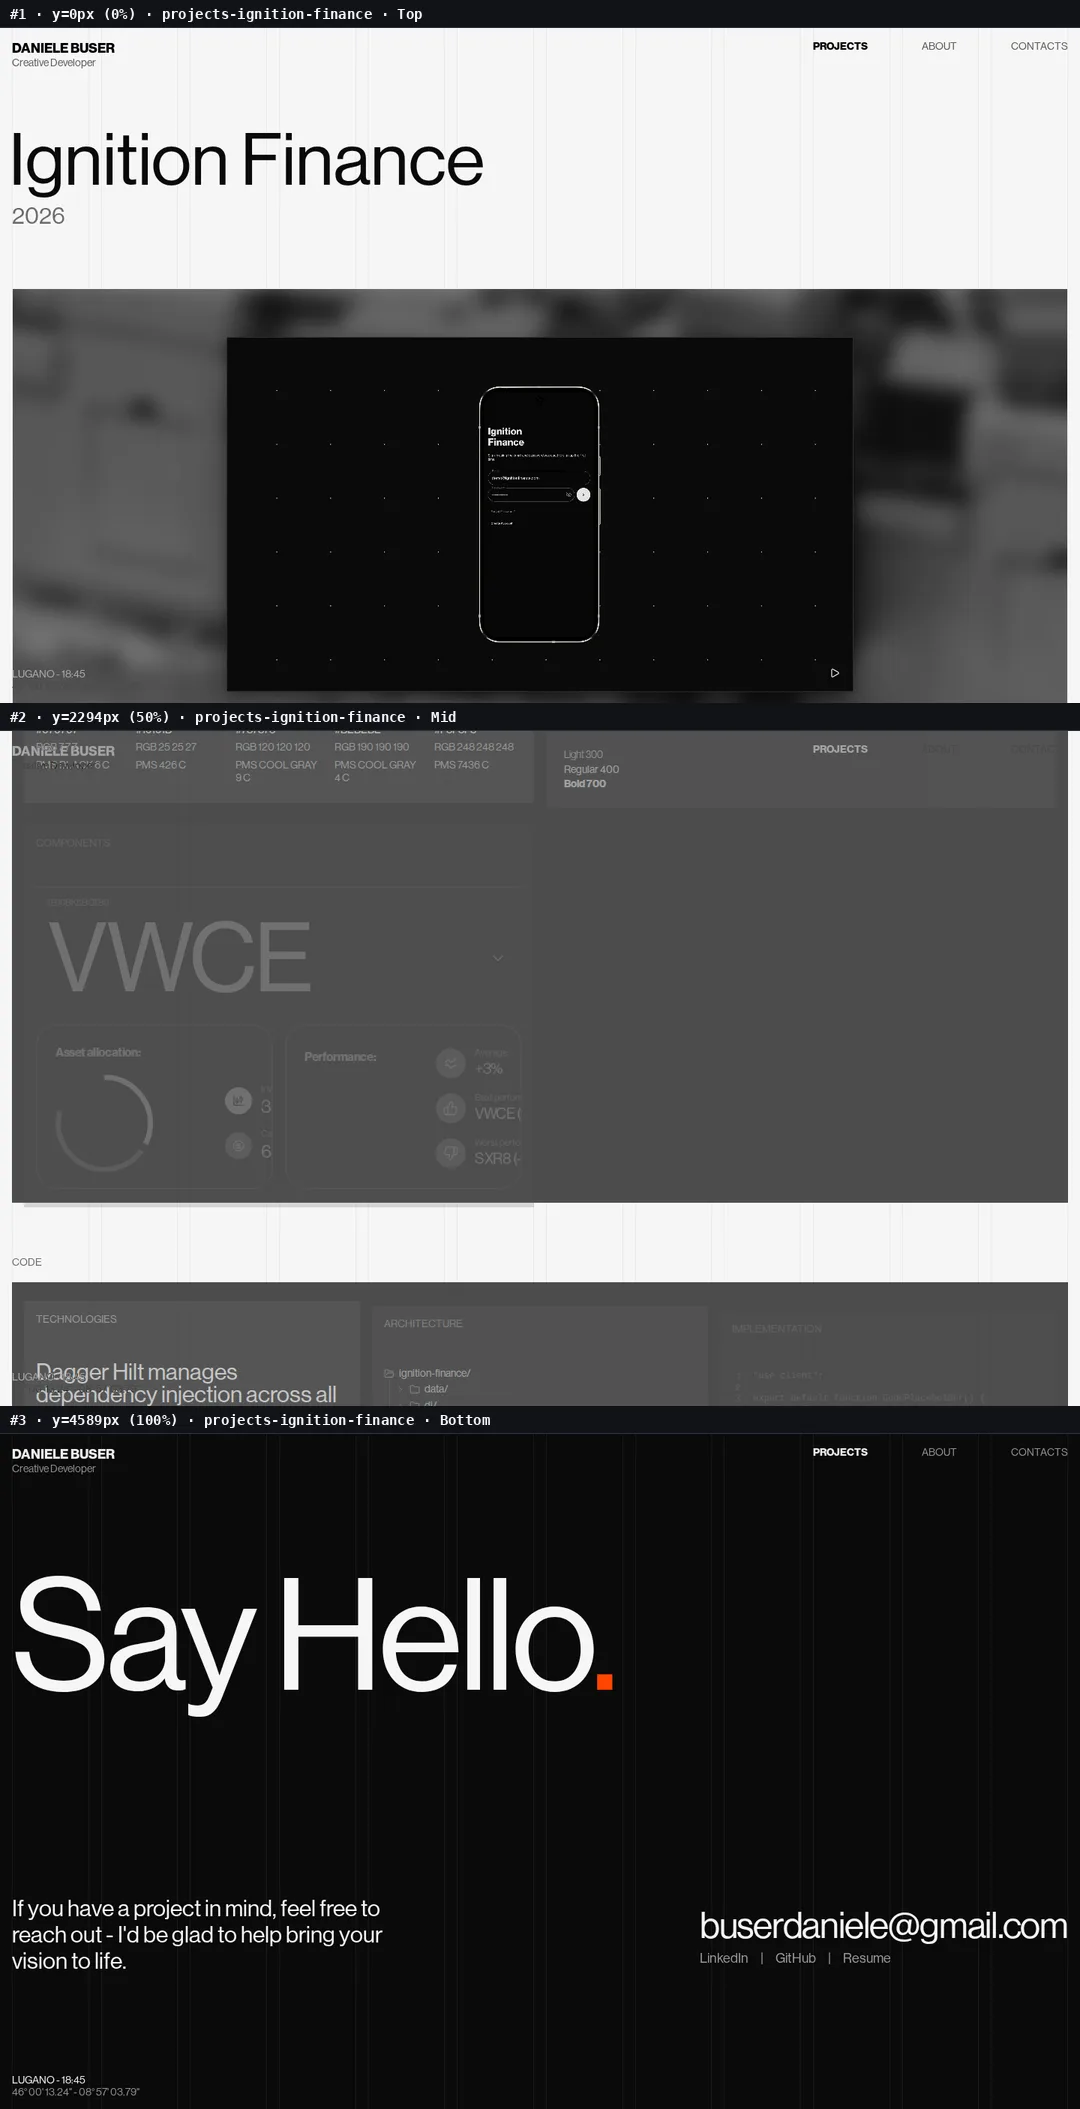 #1 · y=0px (0%) · projects-ignition-finance · Top
DANIELE BUSER
Creative Developer
PROJECTS
ABOUT
CONTACTS
Ignition Finance
2026
Ignition
Finance
LUGANO - 18:45
#2 · y=2294px (50%) · projects-ignition-finance · Mid
DANIELE BUSER
PROJECTS
RGB 25 25 27
RGB 120 120 120
RGB 190 190 190
RGB 248 248 248
PMS 426 C
PMS COOL GRAY
9 C
PMS COOL GRAY
4 C
PMS 7436 C
Light 300
Regular 400
Bold 700
COMPONENTS
VWCE
Asset allocation:
Performance:
Average:
+3%
3
VWCE (
6
SXR8 (-
CODE
TECHNOLOGIES
ARCHITECTURE
IMPLEMENTATION
Dagger Hilt manages
dependency injection across all
ignition-finance/
data/
#3 · y=4589px (100%) · projects-ignition-finance · Bottom
DANIELE BUSER
Creative Developer
PROJECTS
ABOUT
CONTACTS
Say Hello.
If you have a project in mind, feel free to
reach out - I'd be glad to help bring your
vision to life.
buserdaniele@gmail.com
LinkedIn | GitHub | Resume
LUGANO - 18:45
46° 00' 13.24" - 08° 57' 03.79"